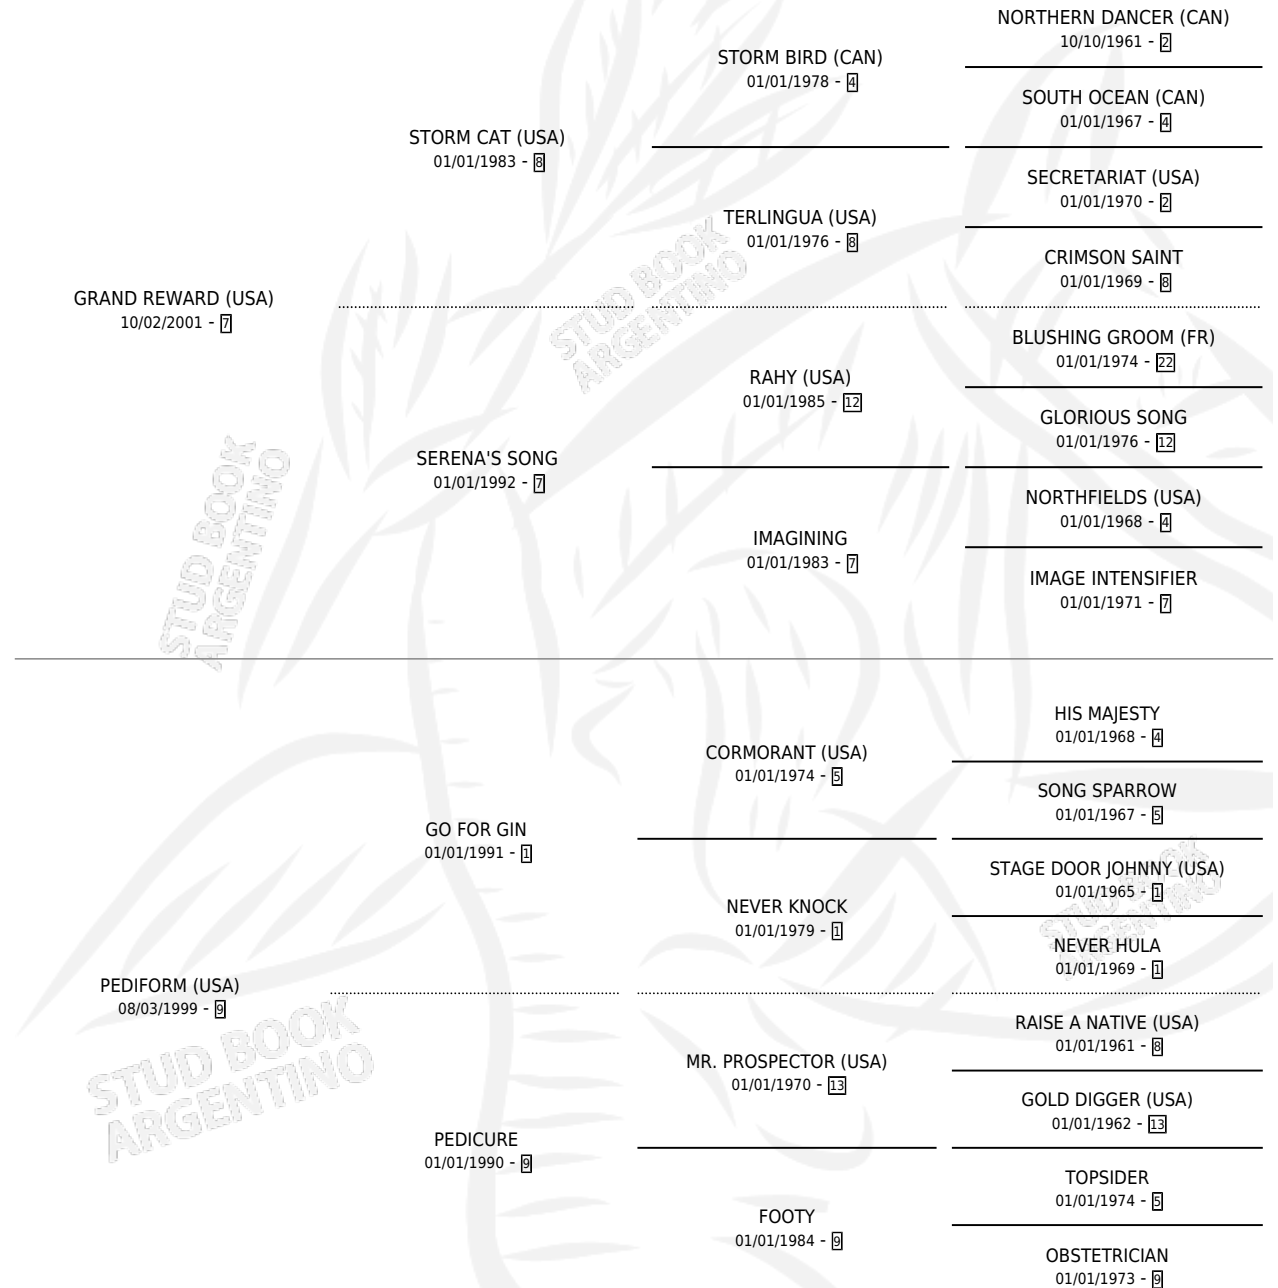 NORTHERN DANCER (CAN)
10/10/1961 - 2
STORM BIRD (CAN)
01/01/1978 - 4
SOUTH OCEAN (CAN)
01/01/1967 - 4
STORM CAT (USA)
01/01/1983 - 8
SECRETARIAT (USA)
01/01/1970 - 2
TERLINGUA (USA)
01/01/1976 - 8
CRIMSON SAINT
01/01/1969 - 8
GRAND REWARD (USA)
10/02/2001 - 7
STUD BOOK
ARGENTINO
BLUSHING GROOM (FR)
01/01/1974 - 22
RAHY (USA)
01/01/1985 - 12
GLORIOUS SONG
01/01/1976 - 12
SERENA'S SONG
01/01/1992 - 7
NORTHFIELDS (USA)
01/01/1968 - 4
IMAGINING
01/01/1983 - 7
IMAGE INTENSIFIER
01/01/1971 - 7
STUD BOOK
ARGENTINO
HIS MAJESTY
01/01/1968 - 4
CORMORANT (USA)
01/01/1974 - 5
SONG SPARROW
01/01/1967 - 5
GO FOR GIN
01/01/1991 - 1
STAGE DOOR JOHNNY (USA)
01/01/1965 - 1
NEVER KNOCK
01/01/1979 - 1
STUD BOOK
ARGENTINO
NEVER HULA
01/01/1969 - 1
PEDIFORM (USA)
08/03/1999 - 9
RAISE A NATIVE (USA)
01/01/1961 - 8
STUD BOOK
ARGENTINO
MR. PROSPECTOR (USA)
01/01/1970 - 13
GOLD DIGGER (USA)
01/01/1962 - 13
PEDICURE
01/01/1990 - 9
TOPSIDER
01/01/1974 - 5
FOOTY
01/01/1984 - 9
OBSTETRICIAN
01/01/1973 - 9